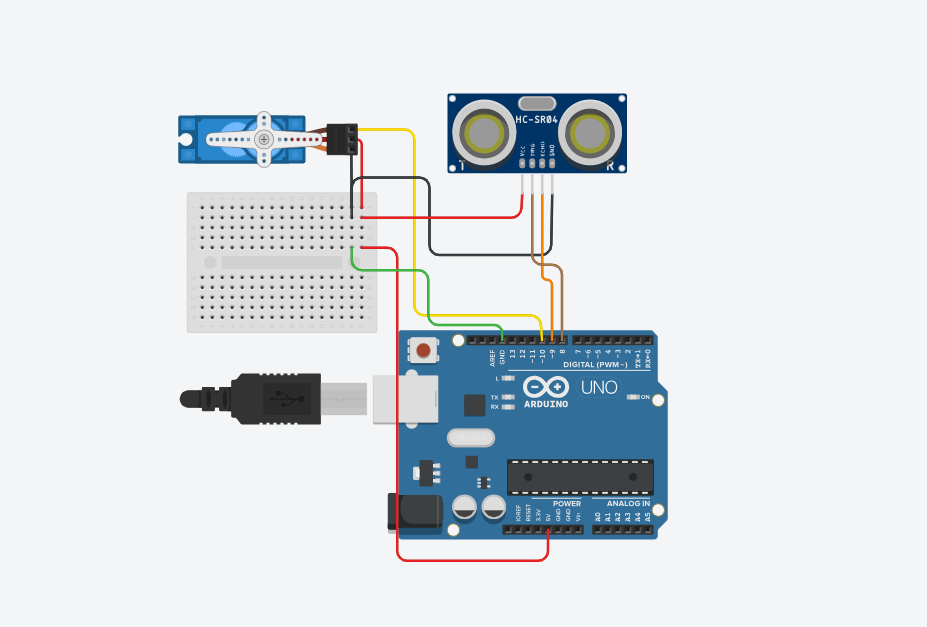 HC-SR04
VCC
TRIG
ECHO
GND
T
R
AREF
GND
13
12
~11
~10
~9
8
7
~6
~5
4
~3
2
TX→1
RX←0
DIGITAL (PWM~)
L
TX
RX
ARDUINO
UNO
ON
POWER
ANALOG IN
IOREF
RESET
3.3V
5V
GND
GND
Vin
A0
A1
A2
A3
A4
A5